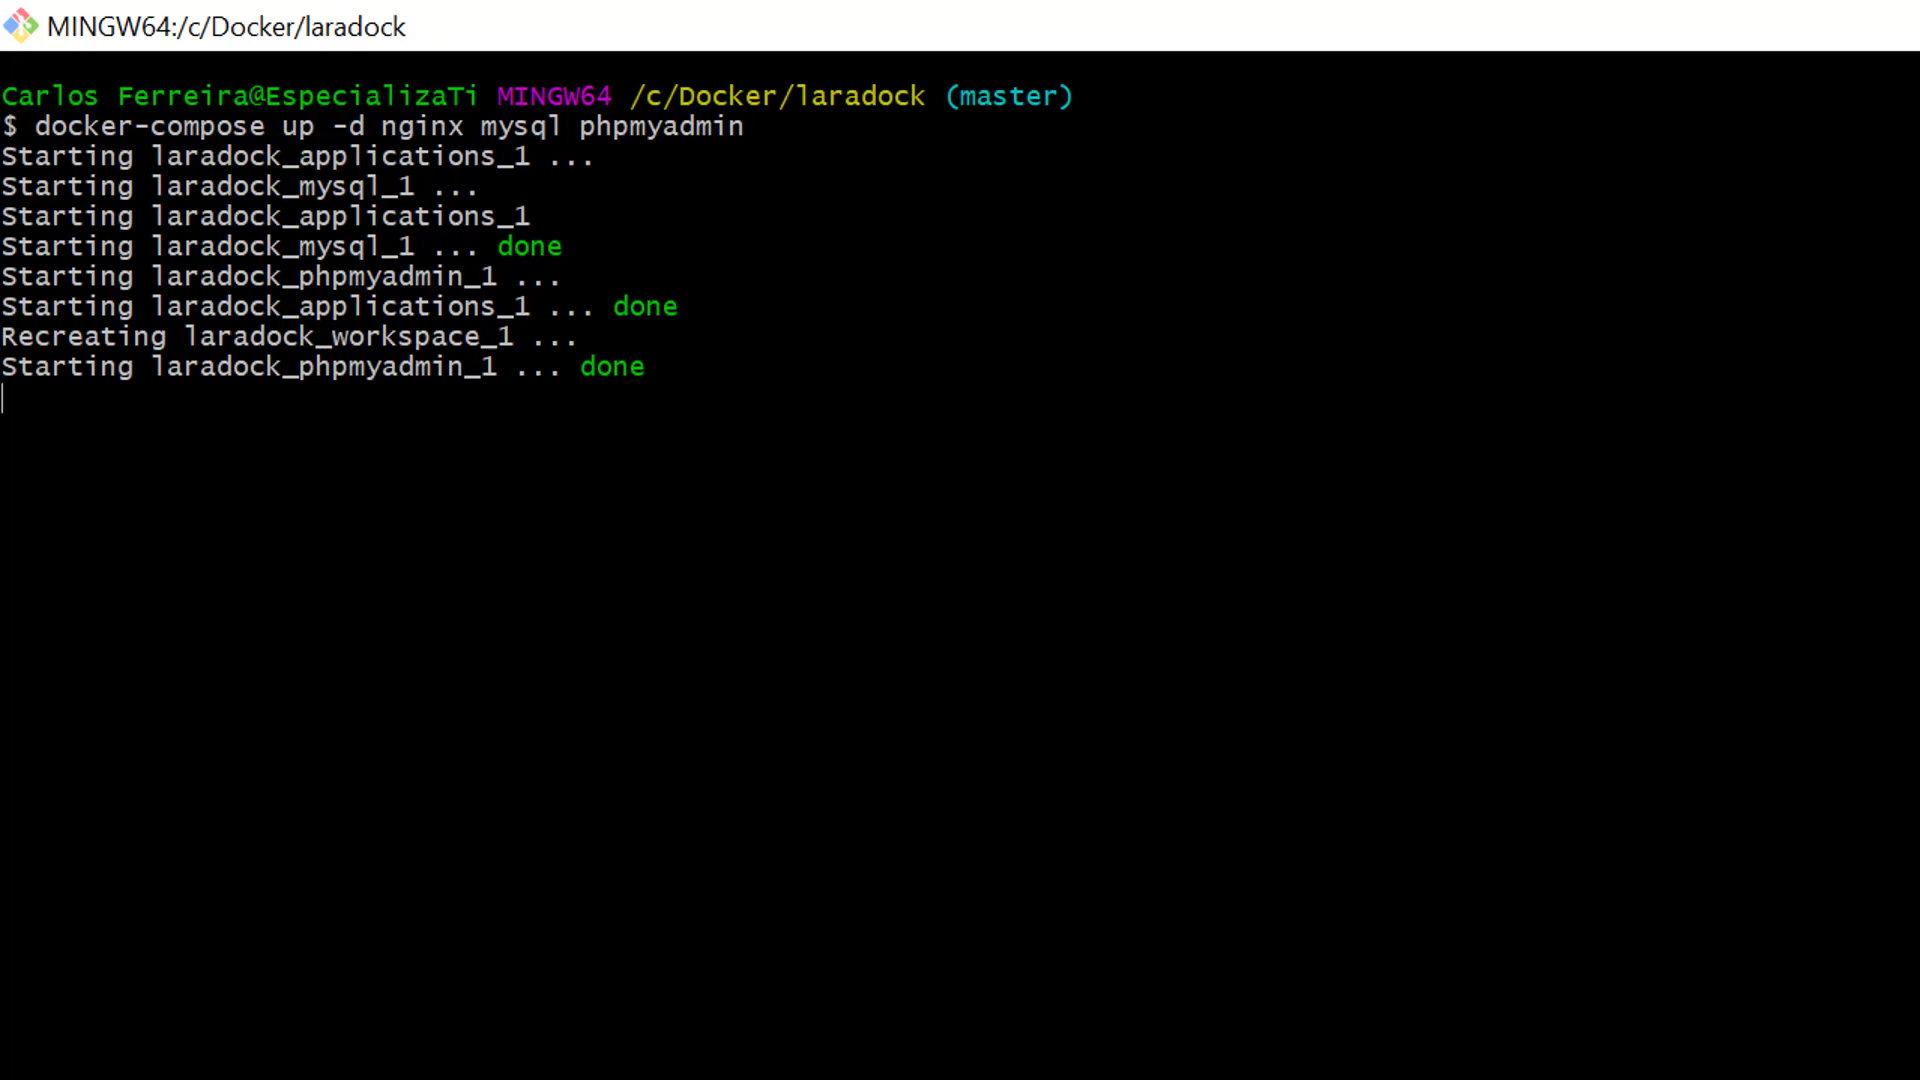 MINGW64:/c/Docker/laradock
Carlos Ferreira@EspecializaTi MINGW64 /c/Docker/laradock (master)
$ docker-compose up -d nginx mysql phpmyadmin
Starting laradock_applications_1 ...
Starting laradock_mysql_1 ...
Starting laradock_applications_1
Starting laradock_mysql_1 ... done
Starting laradock_phpmyadmin_1 ...
Starting laradock_applications_1 ... done
Recreating laradock_workspace_1 ...
Starting laradock_phpmyadmin_1 ... done